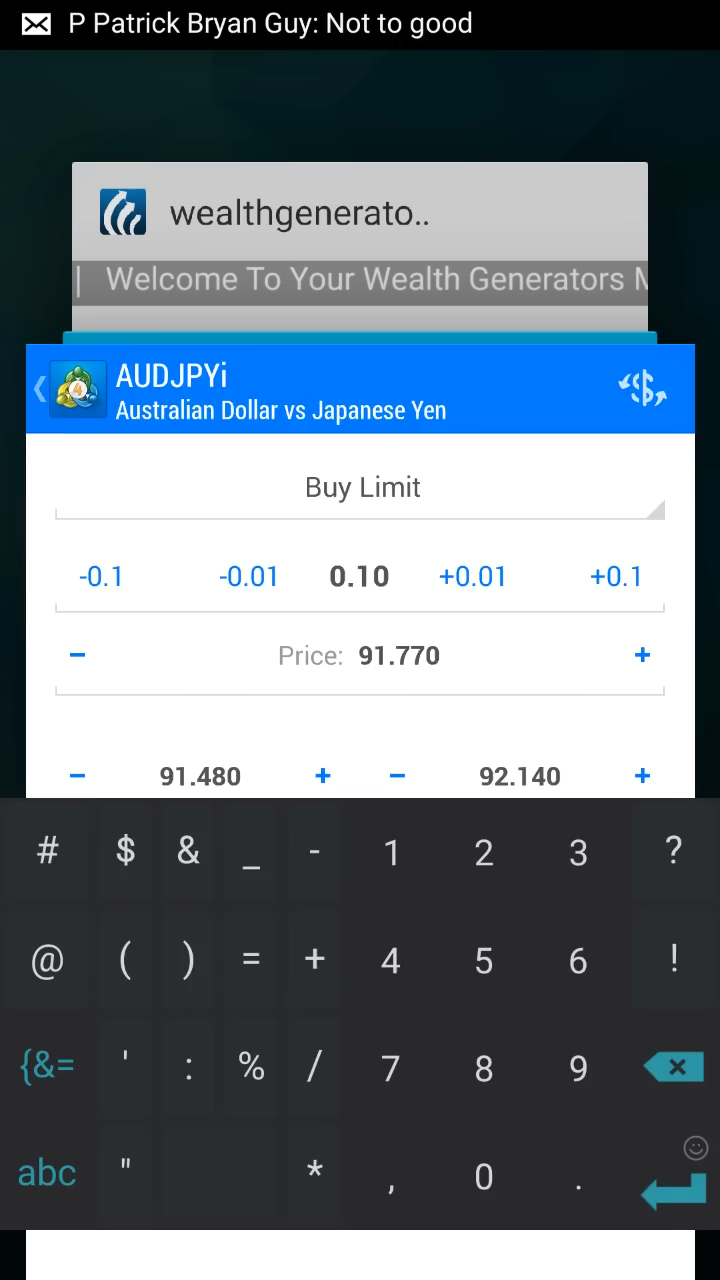 P Patrick Bryan Guy: Not to good
wealthgenerato..
| Welcome To Your Wealth Generators M
4
AUDJPYi
Australian Dollar vs Japanese Yen
$
Buy Limit
-0.1 -0.01 0.10 +0.01 +0.1
− Price: 91.770 +
− 91.480 + − 92.140 +
# $ & _ - 1 2 3 ?
@ ( ) = + 4 5 6 !
{&= ' : % / 7 8 9
abc " * , 0 .